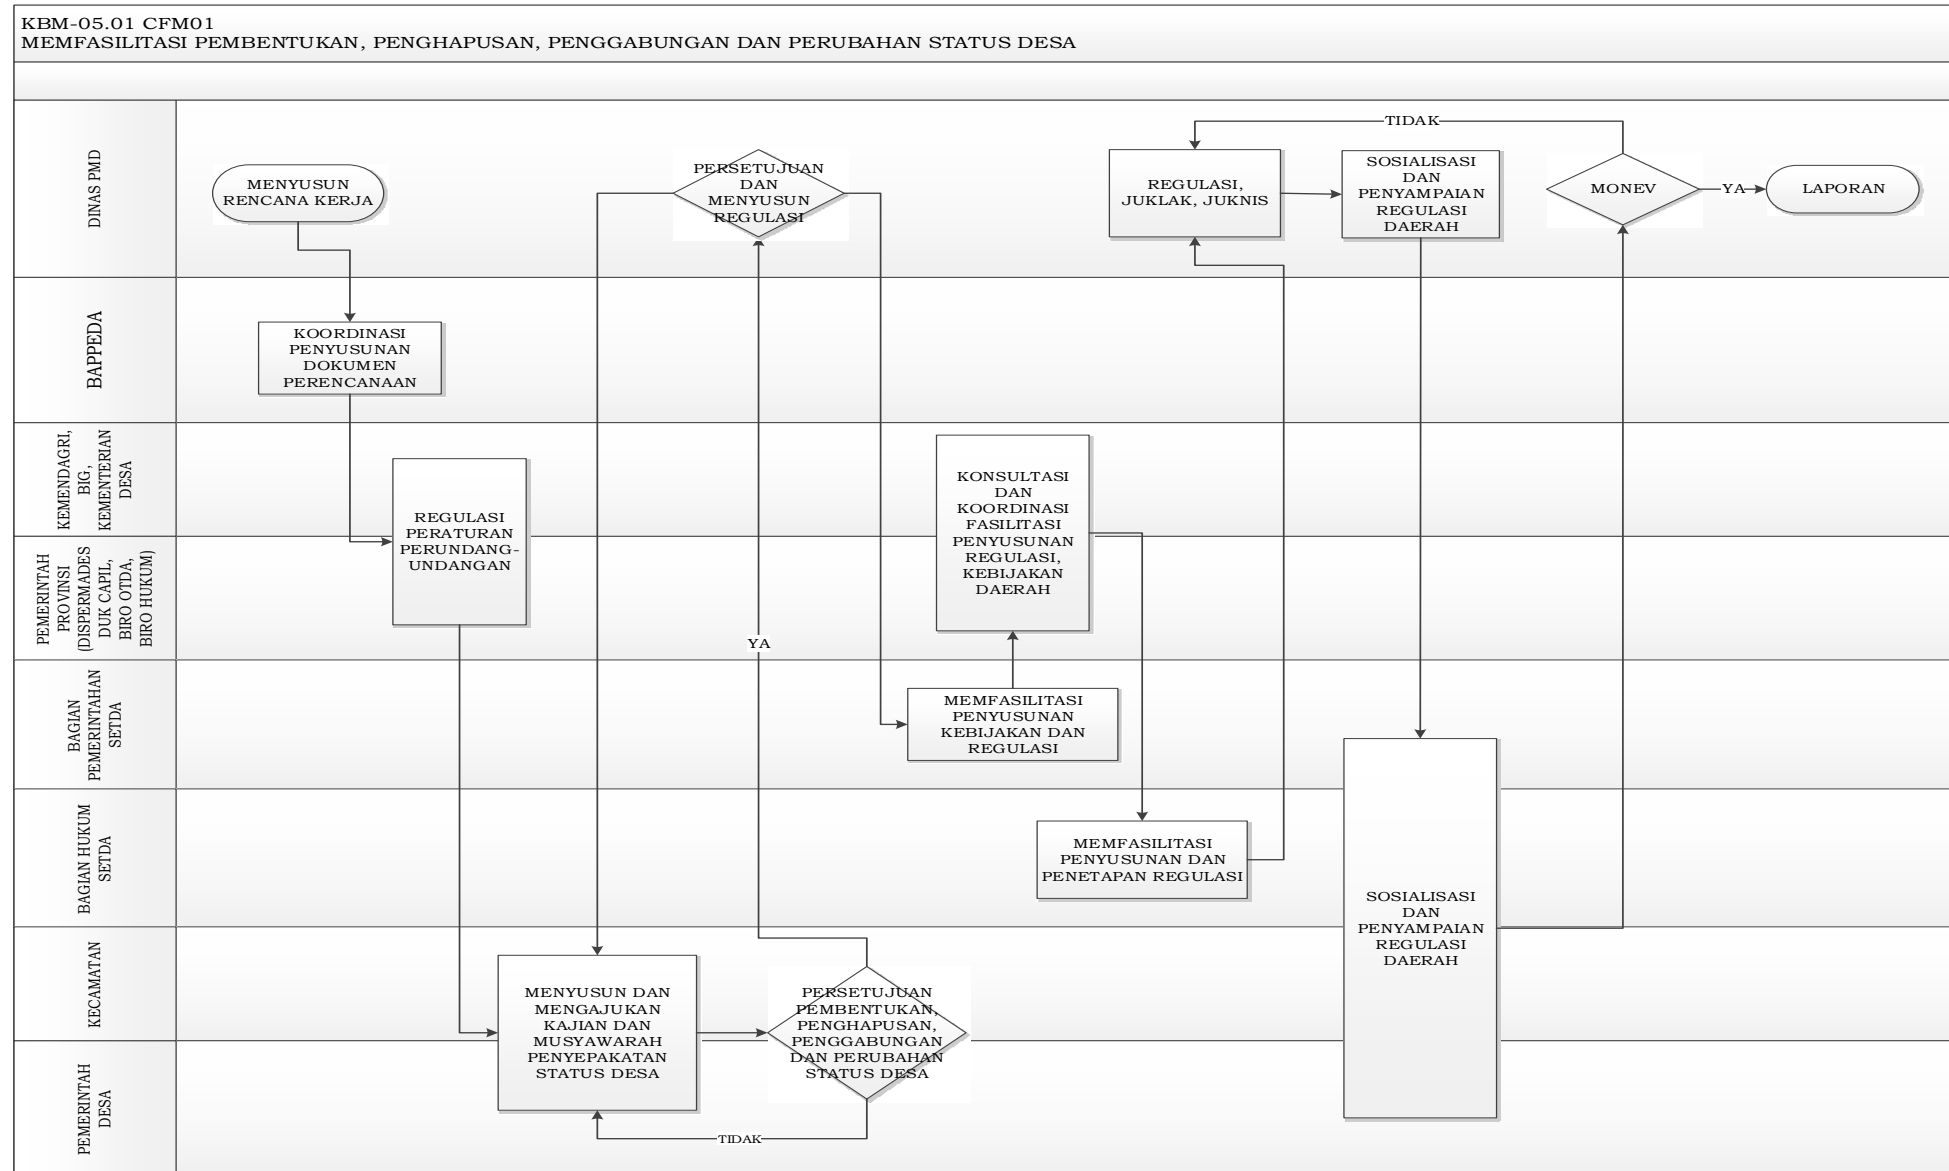 KBM-05.01 CFM01
MEMFASILITASI PEMBENTUKAN, PENGHAPUSAN, PENGGABUNGAN DAN PERUBAHAN STATUS DESA
DINAS PMD
MENYUSUN
RENCANA KERJA
PERSETUJUAN
DAN
MENYUSUN
REGULASI
TIDAK
REGULASI,
JUKLAK, JUKNIS
SOSIALISASI
DAN
PENYAMPAIAN
REGULASI
DAERAH
MONEV
YA
LAPORAN
BAPPEDA
KOORDINASI
PENYUSUNAN
DOKUMEN
PERENCANAAN
KEMENDAGRI,
BIG,
KEMENTERIAN
DESA
REGULASI
PERATURAN
PERUNDANG-
UNDANGAN
KONSULTASI
DAN
KOORDINASI
FASILITASI
PENYUSUNAN
REGULASI,
KEBIJAKAN
DAERAH
PEMERINTAH
PROVINSI
(DISPERMADES
DUK CAPIL,
BIRO OTDA,
BIRO HUKUM)
YA
BAGIAN
PEMERINTAHAN
SETDA
MEMFASILITASI
PENYUSUNAN
KEBIJAKAN DAN
REGULASI
BAGIAN HUKUM
SETDA
MEMFASILITASI
PENYUSUNAN DAN
PENETAPAN REGULASI
SOSIALISASI
DAN
PENYAMPAIAN
REGULASI
DAERAH
KECAMATAN
MENYUSUN DAN
MENGAJUKAN
KAJIAN DAN
MUSYAWARAH
PENYEPAKATAN
STATUS DESA
PERSETUJUAN
PEMBENTUKAN,
PENGHAPUSAN,
PENGGABUNGAN
DAN PERUBAHAN
STATUS DESA
PEMERINTAH
DESA
TIDAK